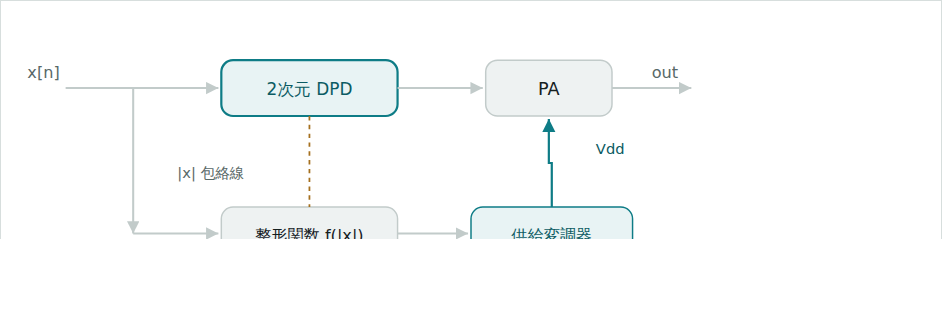 x[n]
2次元 DPD
PA
out
Vdd
|x| 包絡線
整形関数 f(|x|)
供給変調器